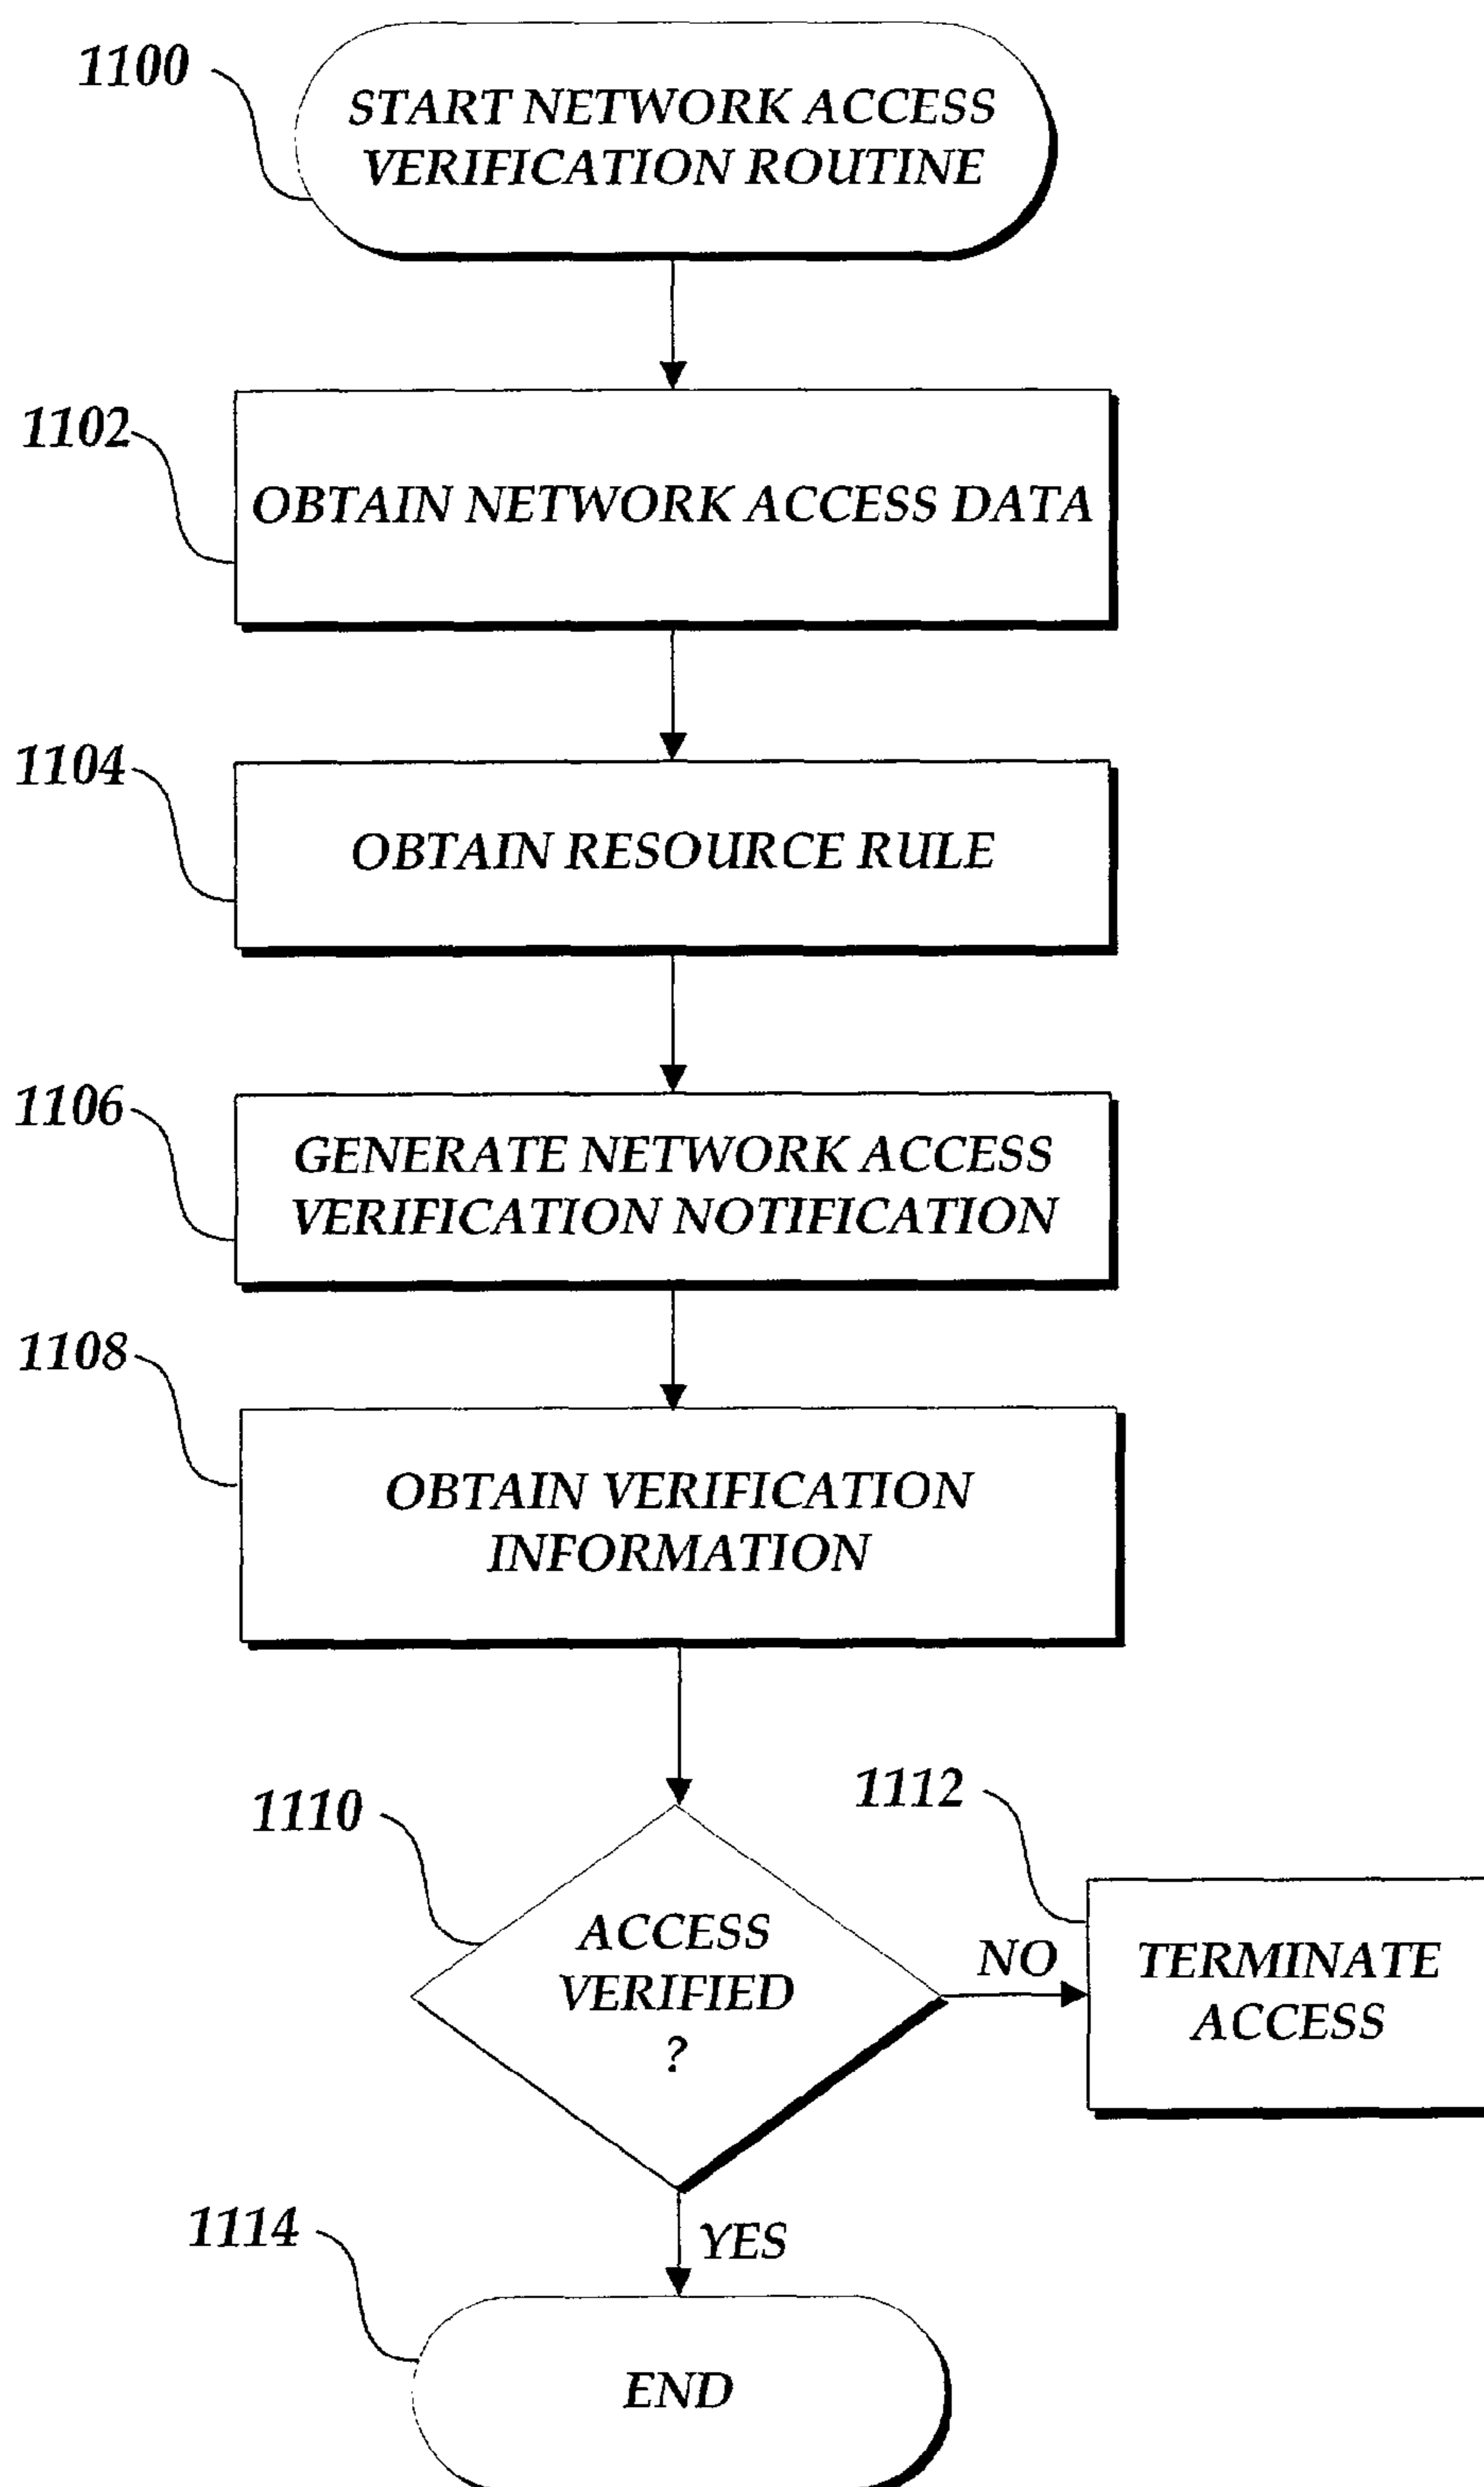 1100
START NETWORK ACCESS
VERIFICATION ROUTINE
1102
OBTAIN NETWORK ACCESS DATA
1104
OBTAIN RESOURCE RULE
1106
GENERATE NETWORK ACCESS
VERIFICATION NOTIFICATION
1108
OBTAIN VERIFICATION
INFORMATION
1110
ACCESS
VERIFIED
?
NO
1112
TERMINATE
ACCESS
YES
1114
END